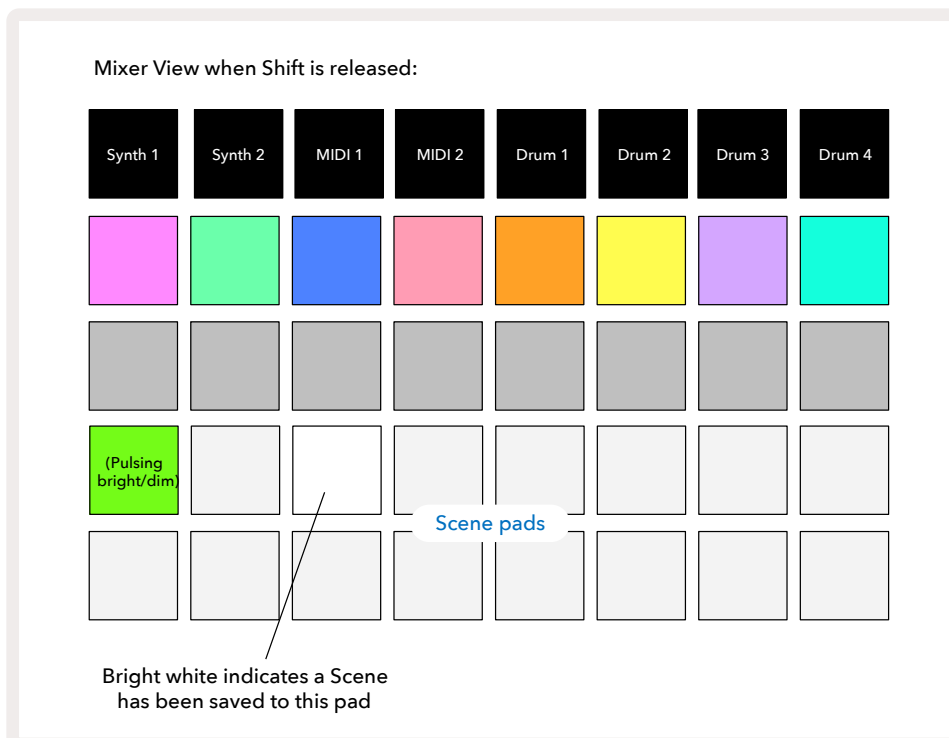 Mixer View when Shift is released:
Synth 1
Synth 2
MIDI 1
MIDI 2
Drum 1
Drum 2
Drum 3
Drum 4
(Pulsing
bright/dim)
Scene pads
Bright white indicates a Scene
has been saved to this pad